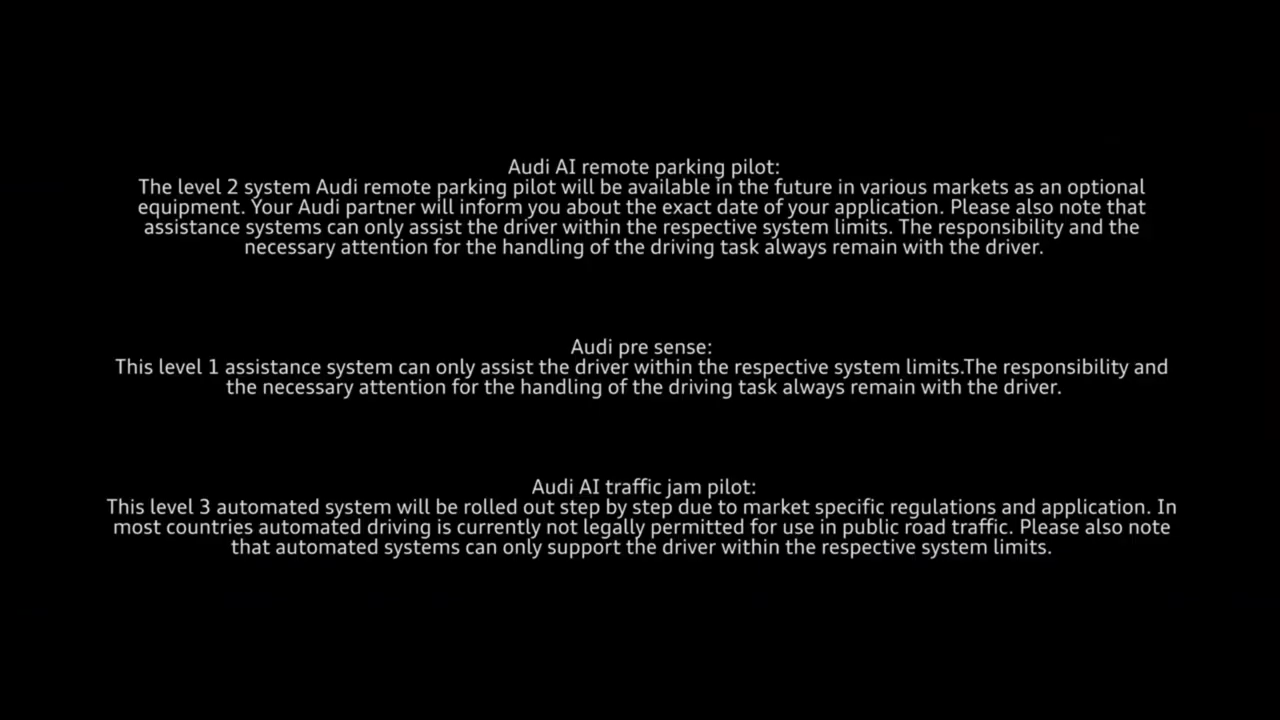 Audi AI remote parking pilot:
The level 2 system Audi remote parking pilot will be available in the future in various markets as an optional
equipment. Your Audi partner will inform you about the exact date of your application. Please also note that
assistance systems can only assist the driver within the respective system limits. The responsibility and the
necessary attention for the handling of the driving task always remain with the driver.
Audi pre sense:
This level 1 assistance system can only assist the driver within the respective system limits.The responsibility and
the necessary attention for the handling of the driving task always remain with the driver.
Audi AI traffic jam pilot:
This level 3 automated system will be rolled out step by step due to market specific regulations and application. In
most countries automated driving is currently not legally permitted for use in public road traffic. Please also note
that automated systems can only support the driver within the respective system limits.